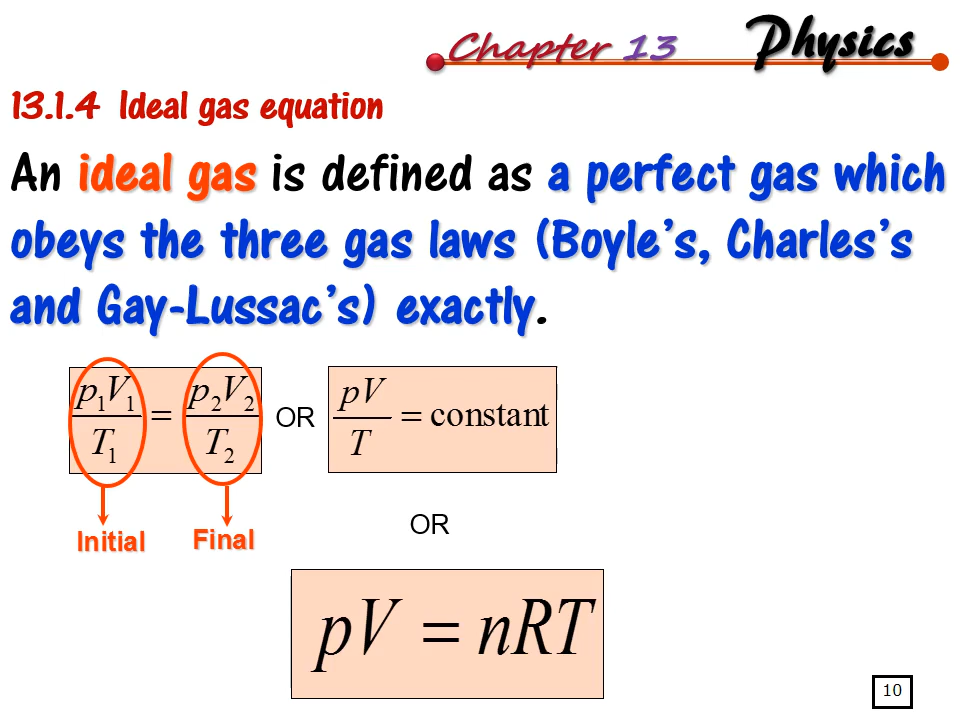 Chapter 13 Physics
13.1.4 Ideal gas equation
An ideal gas is defined as a perfect gas which
obeys the three gas laws (Boyle's, Charles's
and Gay-Lussac's) exactly.
p₁V₁/T₁ = p₂V₂/T₂ OR pV/T = constant
Initial Final
OR
pV = nRT
10